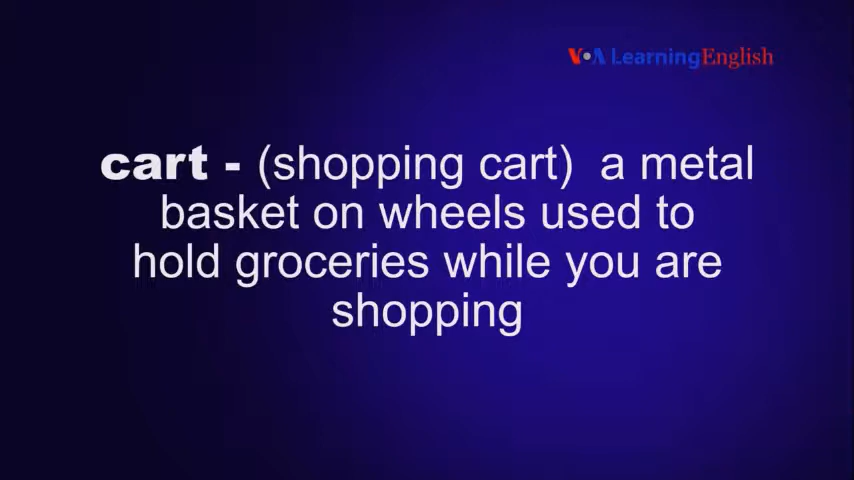 VOA LearningEnglish
cart - (shopping cart)  a metal
basket on wheels used to
hold groceries while you are
shopping